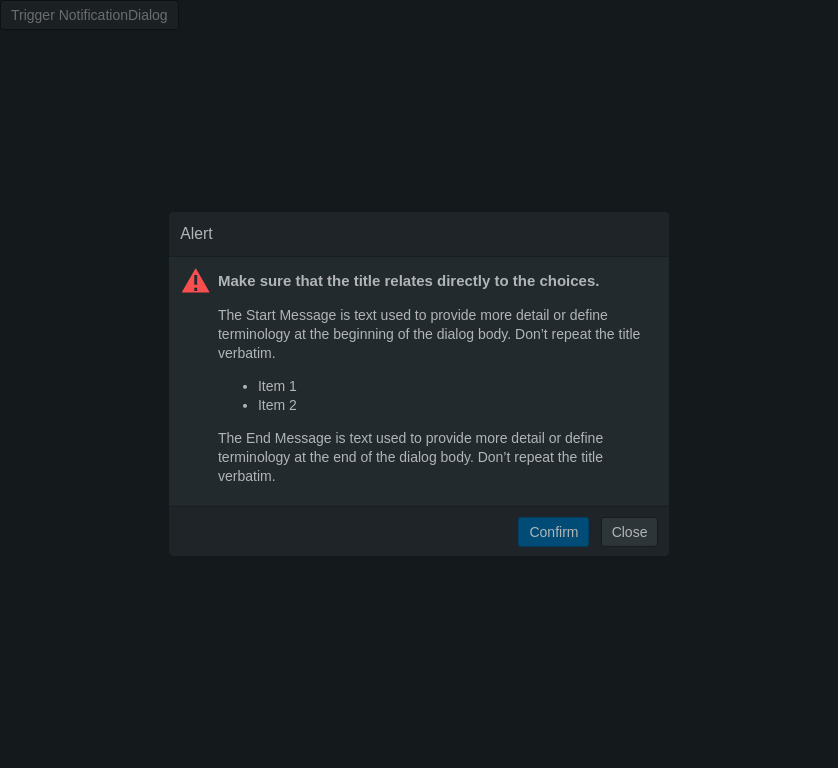 Trigger NotificationDialog
Alert
Make sure that the title relates directly to the choices.
The Start Message is text used to provide more detail or define
terminology at the beginning of the dialog body. Don’t repeat the title
verbatim.
• Item 1
• Item 2
The End Message is text used to provide more detail or define
terminology at the end of the dialog body. Don’t repeat the title
verbatim.
Confirm Close